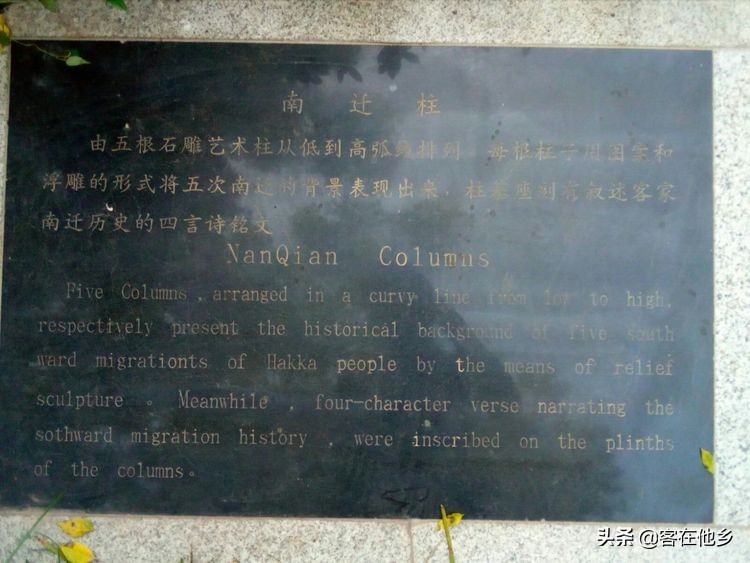 南 迁 柱
由五根石雕艺术柱从低到高弧线排列，每根柱子用图案和
浮雕的形式将五次南迁的背景表现出来，柱基座刻有叙述客家
南迁历史的四言诗铭文
NanQian Columns
Five Columns ,arranged in a curvy line from low to high,
respectively present the historical background of five south
ward migrationts of Hakka people by the means of relief
sculpture 。 Meanwhile , four-character verse narrating the
sothward migration history , were inscribed on the plinths
of the columns。
头条 @客在他乡